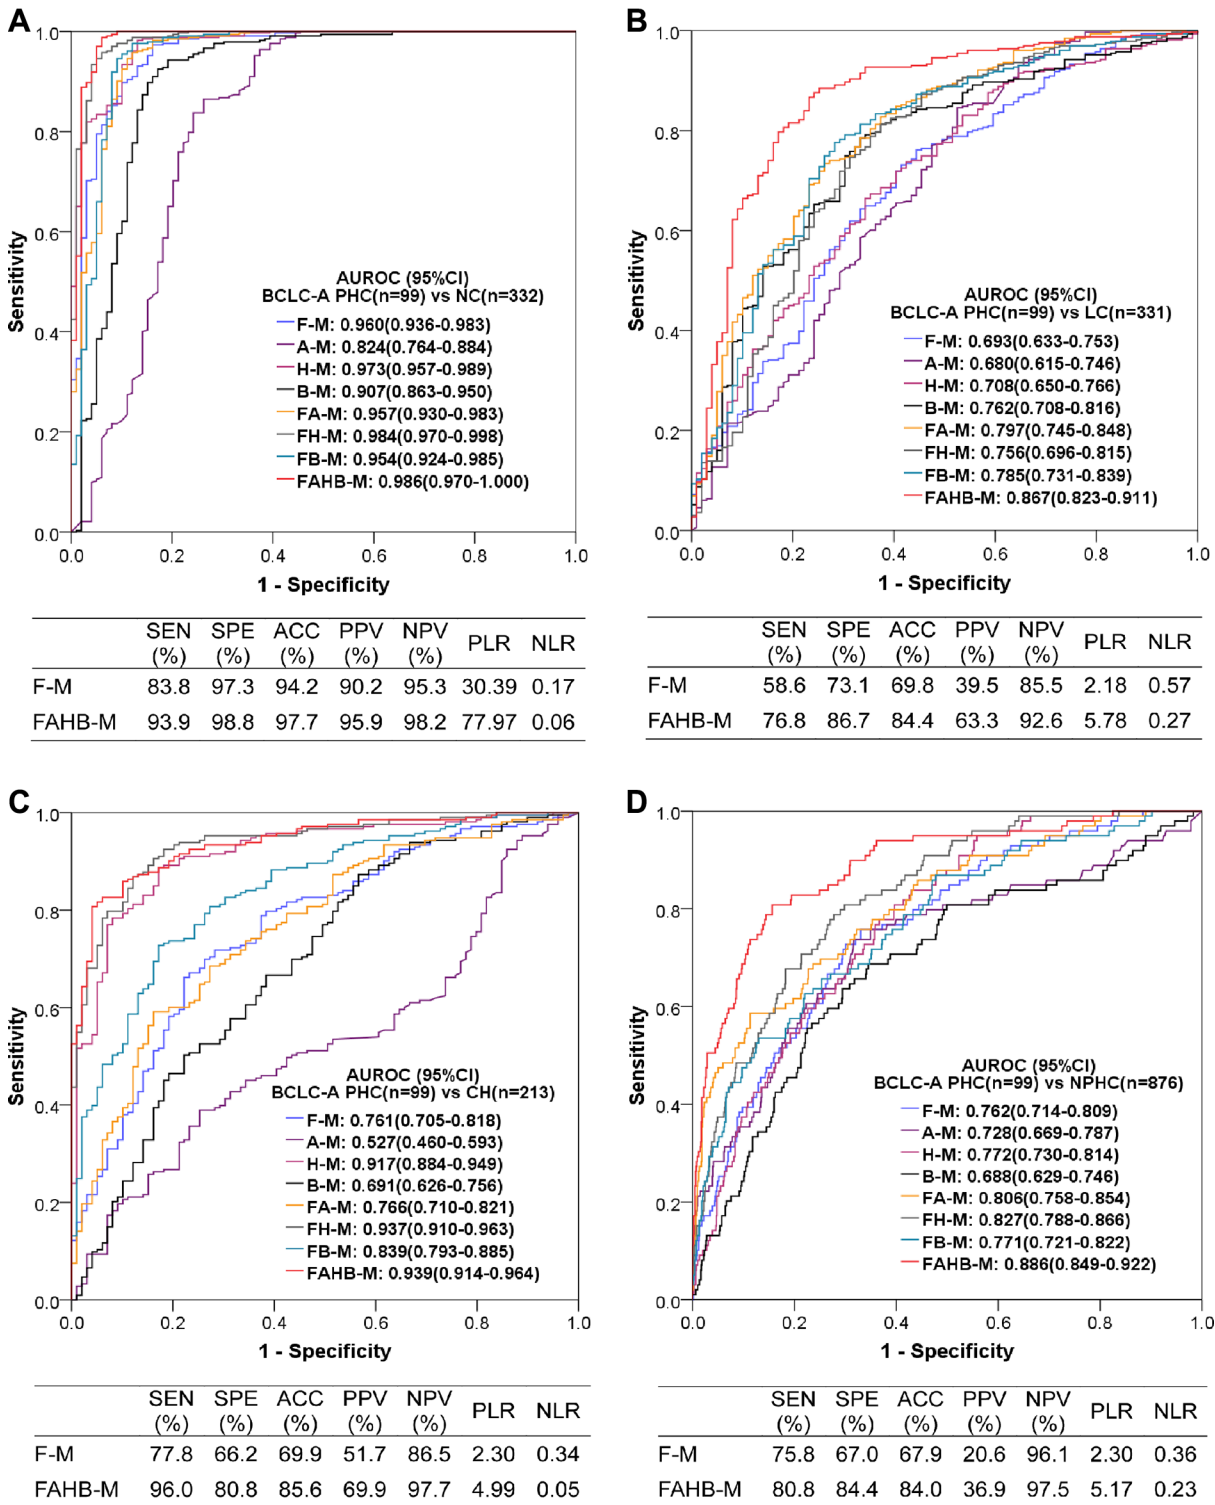 A
1.0
0.8
0.6
0.4
0.2
0.0
Sensitivity
AUROC (95%CI)
BCLC-A PHC(n=99) vs NC(n=332)
F-M: 0.960(0.936-0.983)
A-M: 0.824(0.764-0.884)
H-M: 0.973(0.957-0.989)
B-M: 0.907(0.863-0.950)
FA-M: 0.957(0.930-0.983)
FH-M: 0.984(0.970-0.998)
FB-M: 0.954(0.924-0.985)
FAHB-M: 0.986(0.970-1.000)
0.0 0.2 0.4 0.6 0.8 1.0
1 - Specificity
SEN (%) SPE (%) ACC (%) PPV (%) NPV (%) PLR NLR
F-M 83.8 97.3 94.2 90.2 95.3 30.39 0.17
FAHB-M 93.9 98.8 97.7 95.9 98.2 77.97 0.06
B
1.0
0.8
0.6
0.4
0.2
0.0
Sensitivity
AUROC (95%CI)
BCLC-A PHC(n=99) vs LC(n=331)
F-M: 0.693(0.633-0.753)
A-M: 0.680(0.615-0.746)
H-M: 0.708(0.650-0.766)
B-M: 0.762(0.708-0.816)
FA-M: 0.797(0.745-0.848)
FH-M: 0.756(0.696-0.815)
FB-M: 0.785(0.731-0.839)
FAHB-M: 0.867(0.823-0.911)
0.0 0.2 0.4 0.6 0.8 1.0
1 - Specificity
SEN (%) SPE (%) ACC (%) PPV (%) NPV (%) PLR NLR
F-M 58.6 73.1 69.8 39.5 85.5 2.18 0.57
FAHB-M 76.8 86.7 84.4 63.3 92.6 5.78 0.27
C
1.0
0.8
0.6
0.4
0.2
0.0
Sensitivity
AUROC (95%CI)
BCLC-A PHC(n=99) vs CH(n=213)
F-M: 0.761(0.705-0.818)
A-M: 0.527(0.460-0.593)
H-M: 0.917(0.884-0.949)
B-M: 0.691(0.626-0.756)
FA-M: 0.766(0.710-0.821)
FH-M: 0.937(0.910-0.963)
FB-M: 0.839(0.793-0.885)
FAHB-M: 0.939(0.914-0.964)
0.0 0.2 0.4 0.6 0.8 1.0
1 - Specificity
SEN (%) SPE (%) ACC (%) PPV (%) NPV (%) PLR NLR
F-M 77.8 66.2 69.9 51.7 86.5 2.30 0.34
FAHB-M 96.0 80.8 85.6 69.9 97.7 4.99 0.05
D
1.0
0.8
0.6
0.4
0.2
0.0
Sensitivity
AUROC (95%CI)
BCLC-A PHC(n=99) vs NPHC(n=876)
F-M: 0.762(0.714-0.809)
A-M: 0.728(0.669-0.787)
H-M: 0.772(0.730-0.814)
B-M: 0.688(0.629-0.746)
FA-M: 0.806(0.758-0.854)
FH-M: 0.827(0.788-0.866)
FB-M: 0.771(0.721-0.822)
FAHB-M: 0.886(0.849-0.922)
0.0 0.2 0.4 0.6 0.8 1.0
1 - Specificity
SEN (%) SPE (%) ACC (%) PPV (%) NPV (%) PLR NLR
F-M 75.8 67.0 67.9 20.6 96.1 2.30 0.36
FAHB-M 80.8 84.4 84.0 36.9 97.5 5.17 0.23